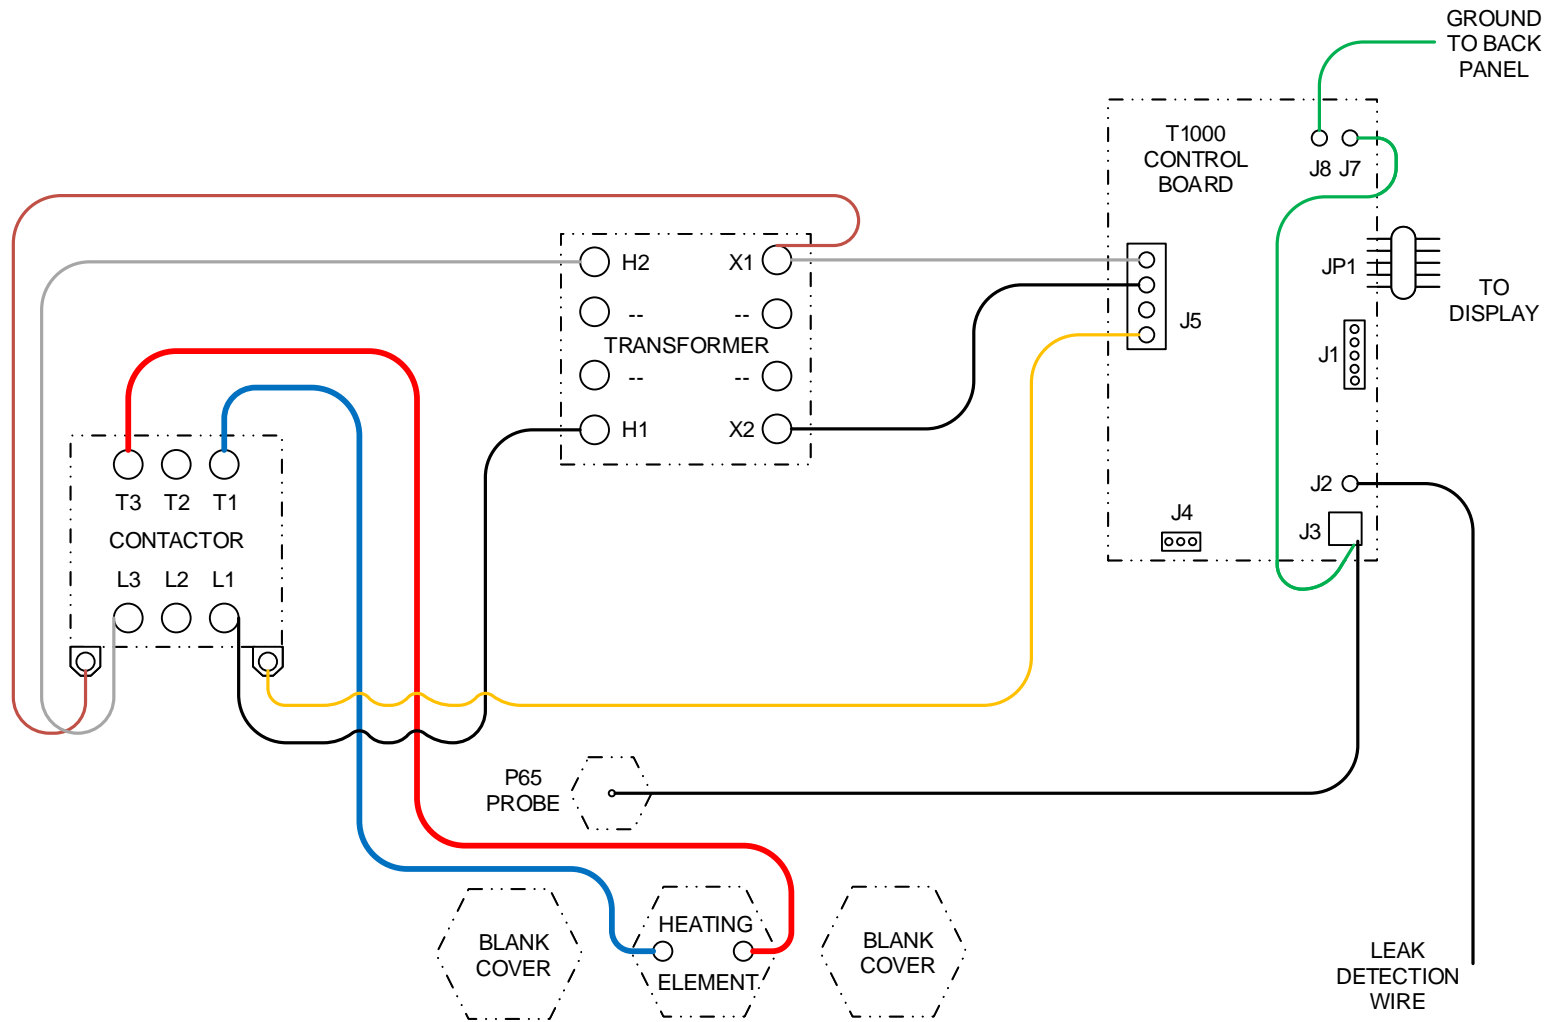 GROUND
TO BACK
PANEL
T1000
CONTROL
BOARD
J8 J7
H2 X1
JP1
TO
DISPLAY
-- --
J5
TRANSFORMER
J1
-- --
H1 X2
J2
T3 T2 T1
J4
J3
CONTACTOR
L3 L2 L1
P65
PROBE
HEATING
ELEMENT
BLANK
COVER
BLANK
COVER
LEAK
DETECTION
WIRE